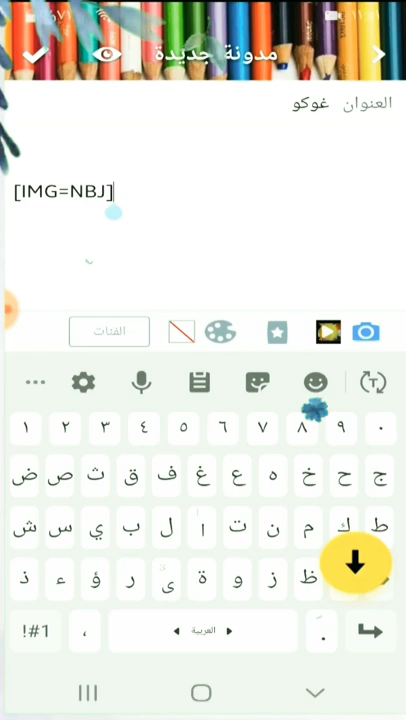 مدونة جديدة
العنوان غوكو
[IMG=NBJ]
الفئات
١ ٢ ٣ ٤ ٥ ٦ ٧ ٨ ٩ ٠
ض ص ث ق ف غ ع ه خ ح ج
ش س ي ب ل ا ت ن م ك ط
ذ ء ؤ ر ى ة و ز ظ
!#1 ، العربية .